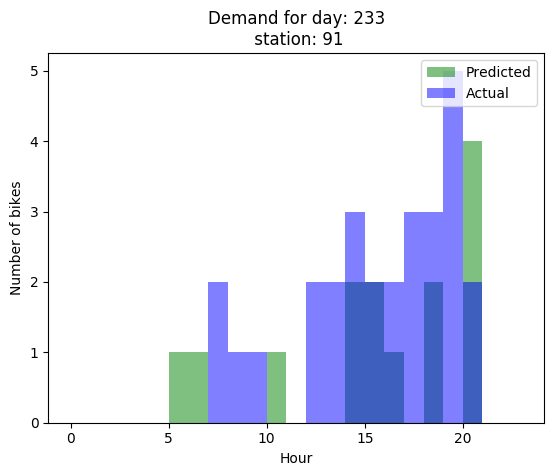 Demand for day: 233
station: 91
Predicted
Actual
Number of bikes
5
4
3
2
1
0
0 5 10 15 20
Hour